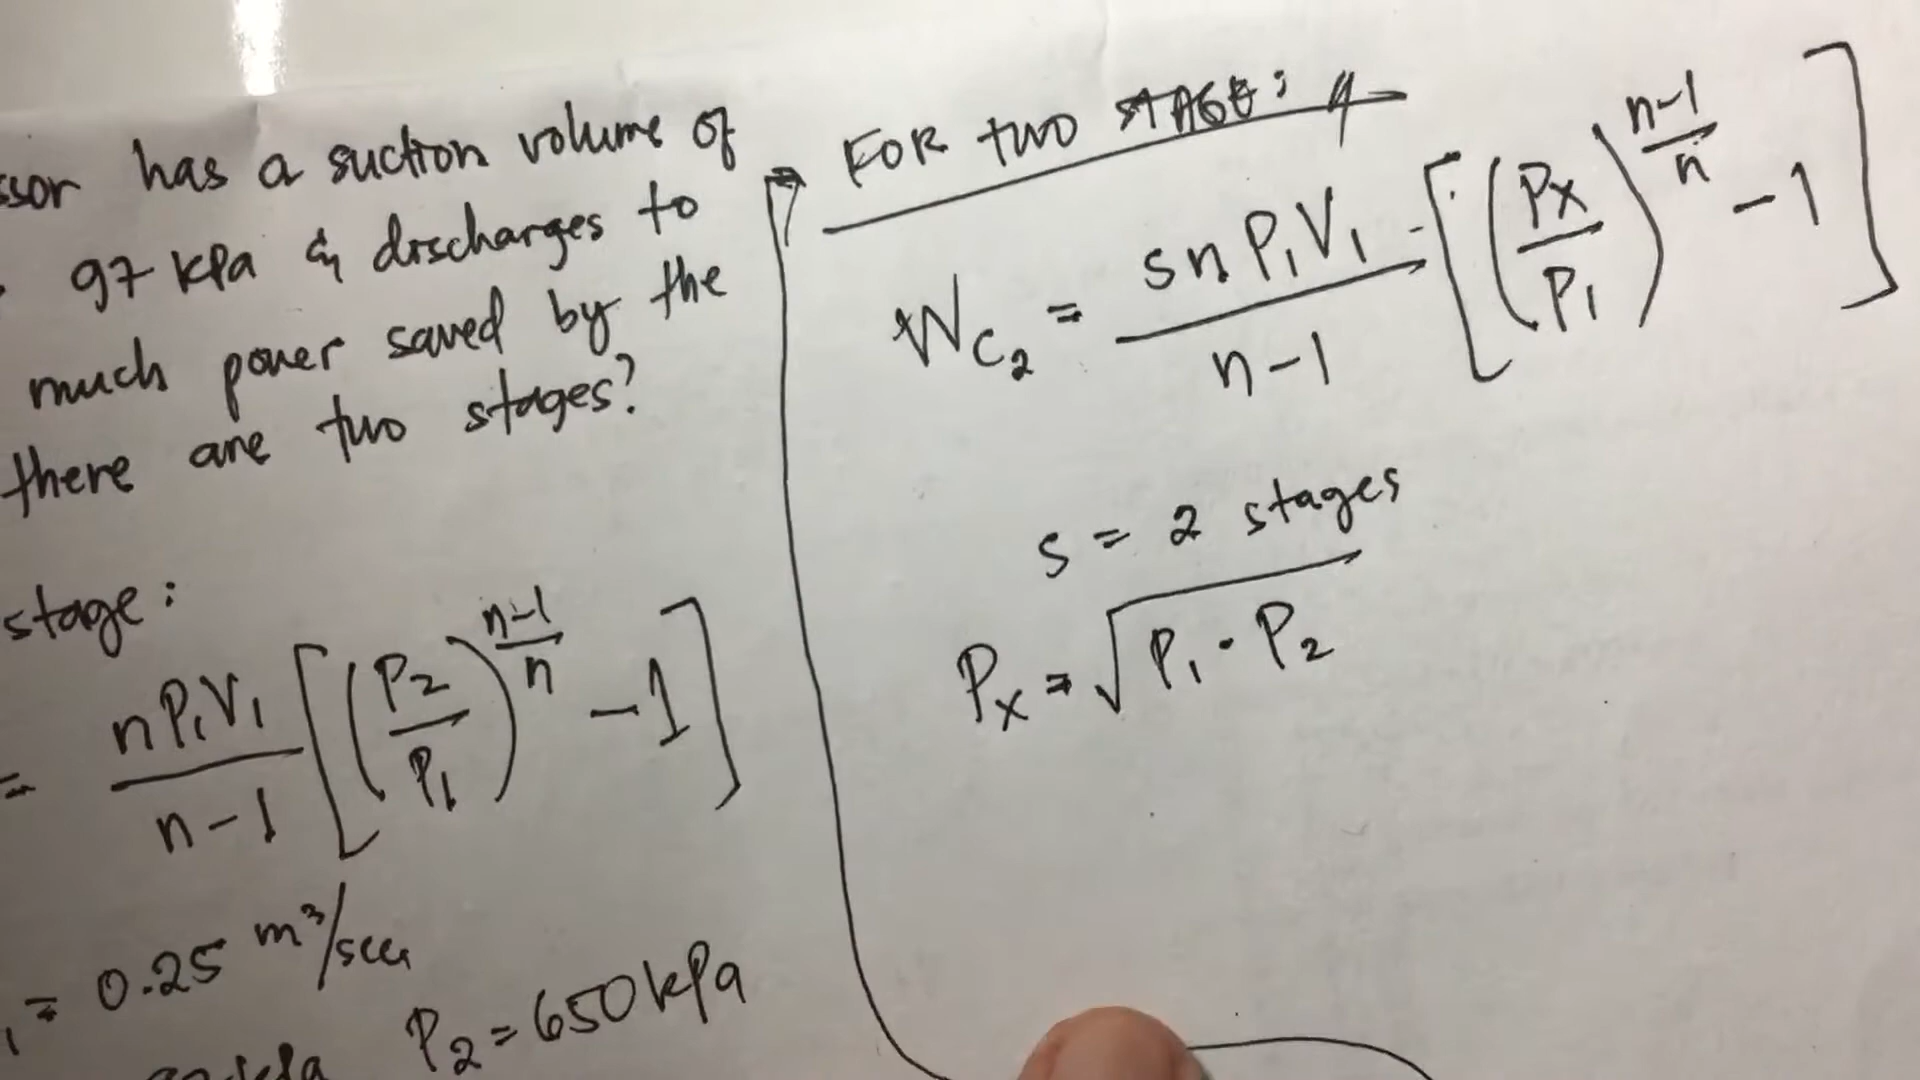 has a suction volume of
97 kPa & discharges to
much power saved by the
there are two stages?
stage:
= nP₁V₁/n-1 [(P₂/P₁)^(n-1/n) - 1]
₁ = 0.25 m³/sec
P₂ = 650 kPa
FOR TWO STAGE:
Wc₂ = snP₁V₁/n-1 [(Px/P₁)^(n-1/n) - 1]
s = 2 stages
Px = √P₁·P₂